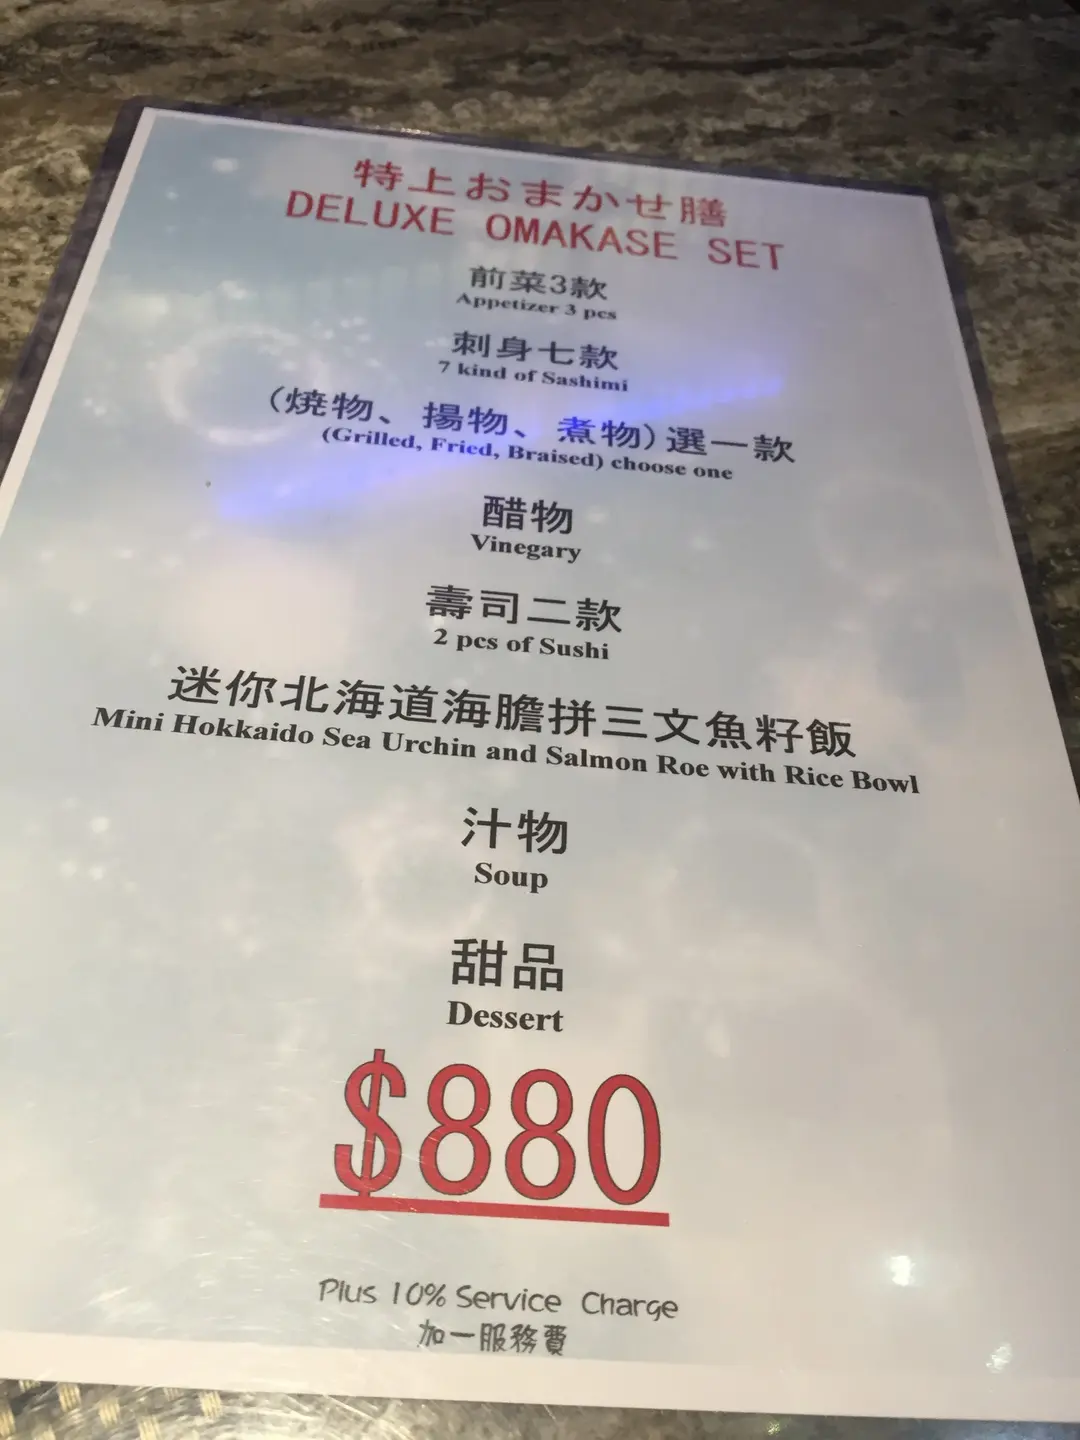 特上おまかせ膳
DELUXE OMAKASE SET
前菜3款
Appetizer 3 pcs
刺身七款
7 kind of Sashimi
(焼物、揚物、煮物)選一款
(Grilled, Fried, Braised) choose one
醋物
Vinegary
壽司二款
2 pcs of Sushi
迷你北海道海膽拼三文魚籽飯
Mini Hokkaido Sea Urchin and Salmon Roe with Rice Bowl
汁物
Soup
甜品
Dessert
$880
Plus 10% Service Charge
加一服務費